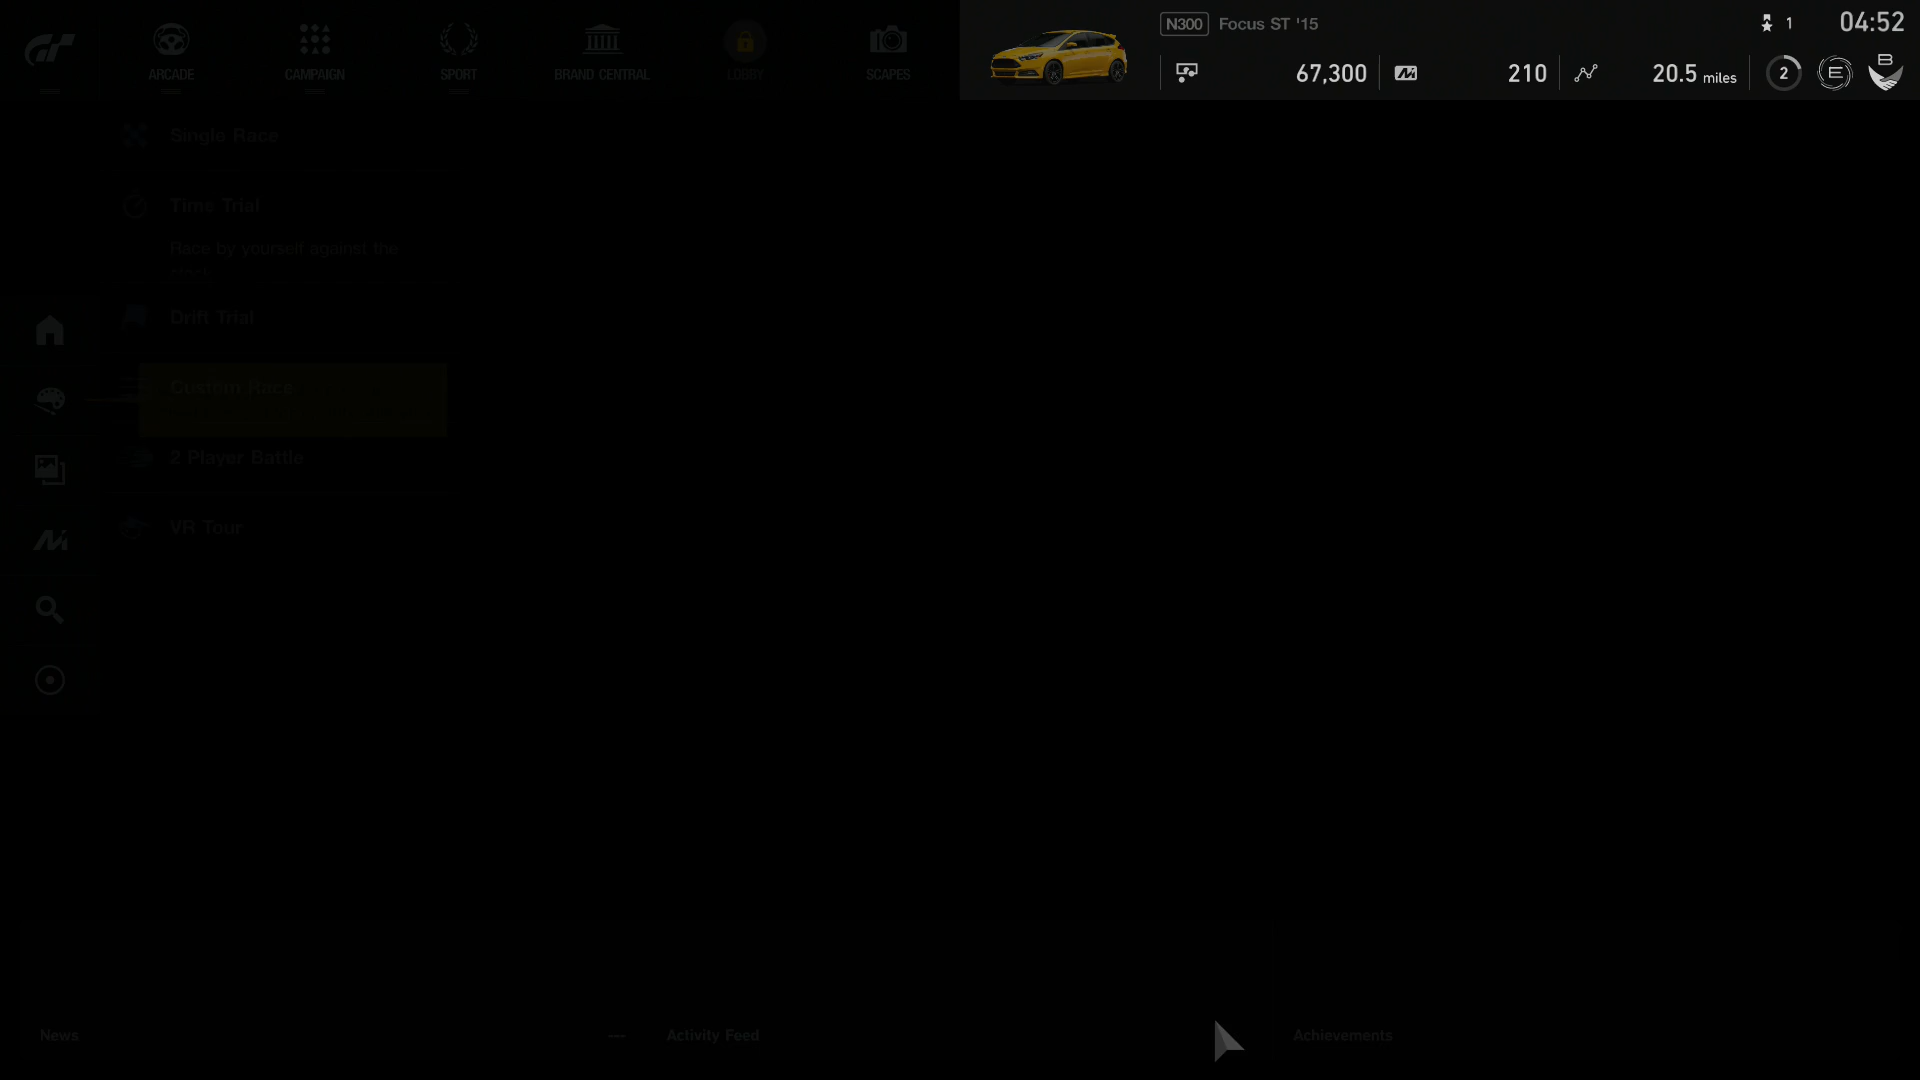 N300 Focus ST '15
1
04:52
67,300
210
20.5 miles
2
E
B
ARCADE
CAMPAIGN
SPORT
BRAND CENTRAL
LOBBY
SCAPES
Single Race
Time Trial
Race by yourself against the
clock.
Drift Trial
Custom Race
2 Player Battle
VR Tour
News
Activity Feed
Achievements